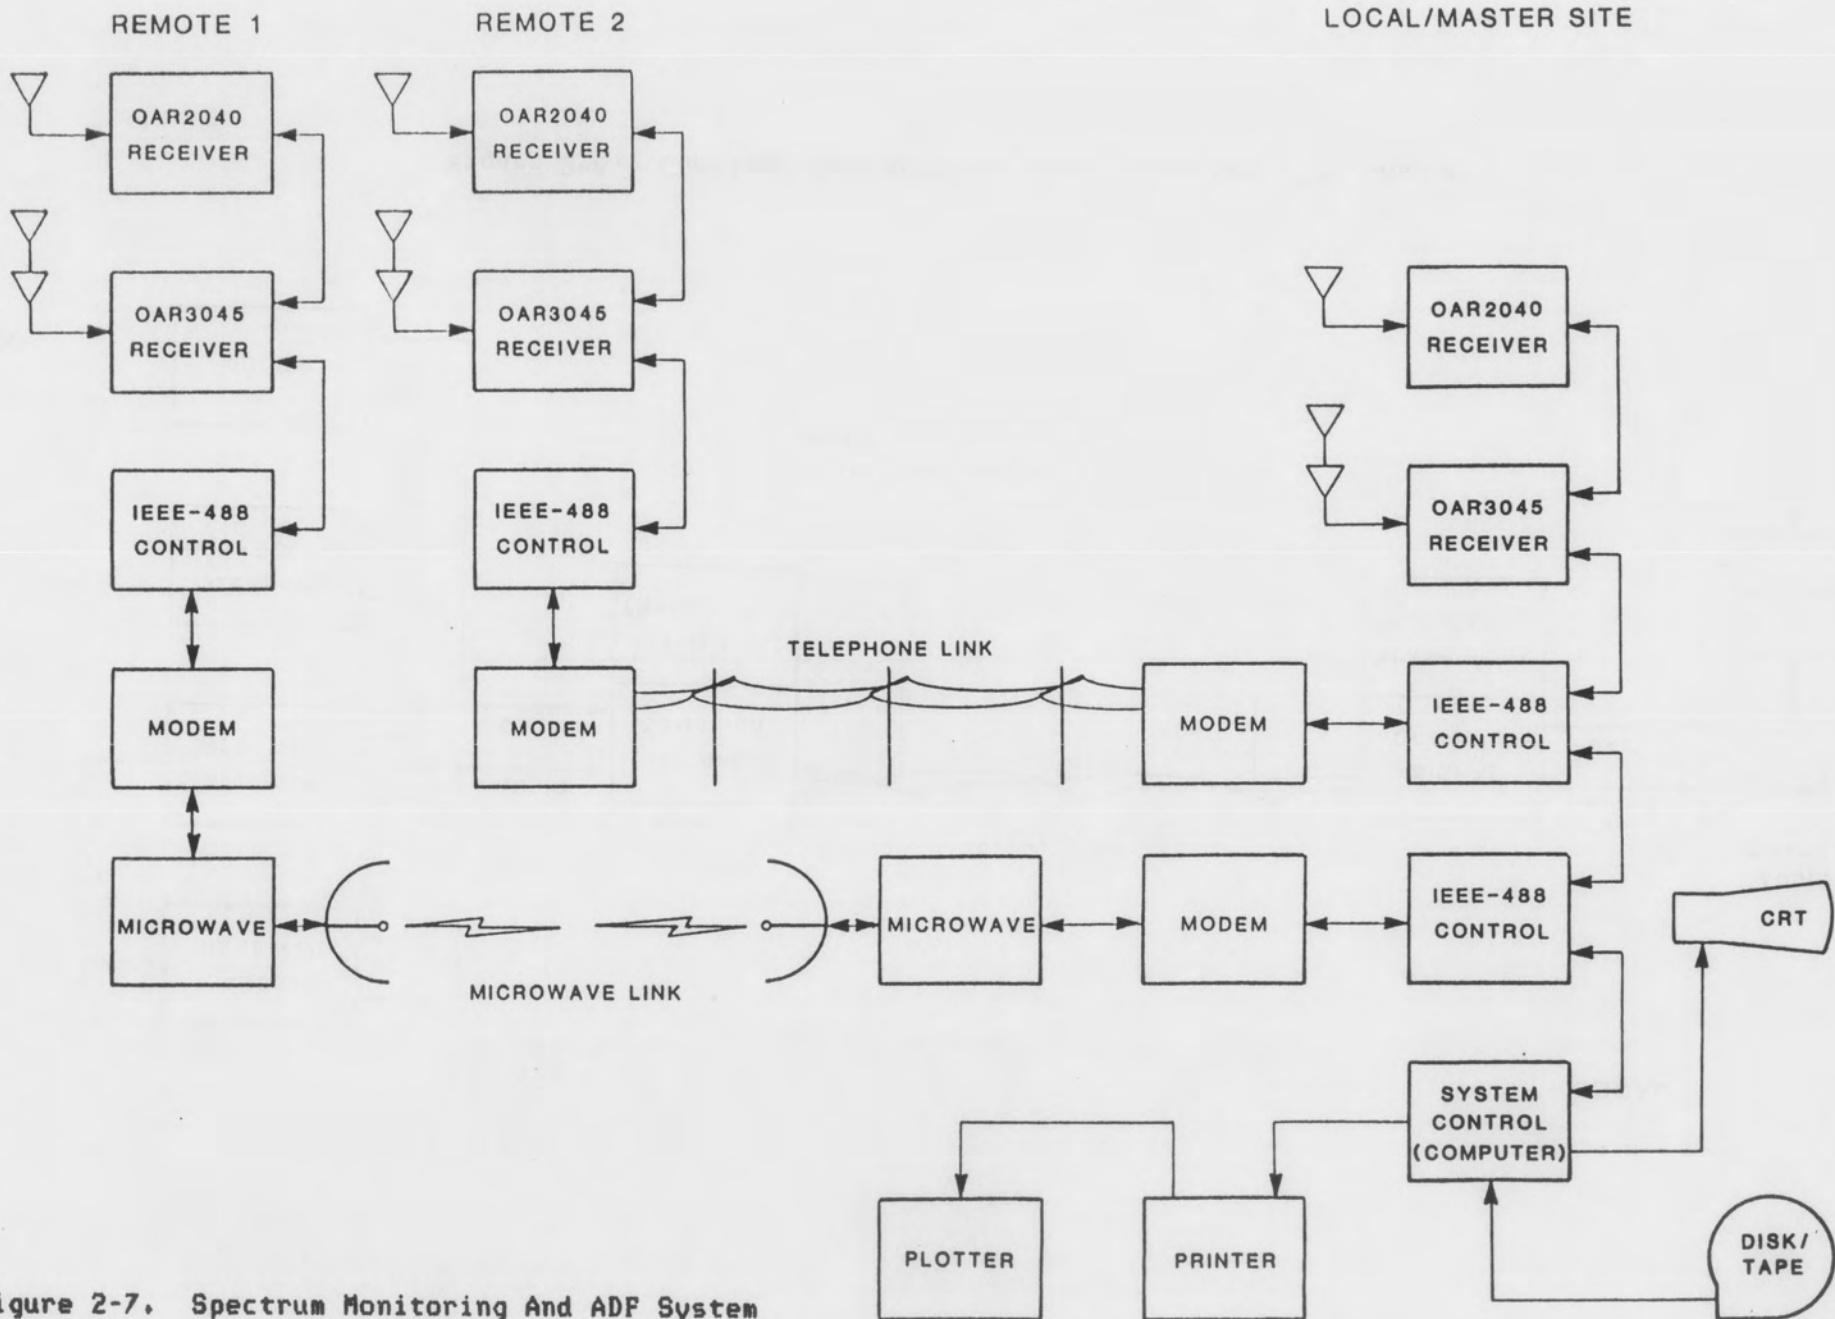 REMOTE 1
REMOTE 2
LOCAL/MASTER SITE
OAR2040
RECEIVER
OAR2040
RECEIVER
OAR3045
RECEIVER
OAR3045
RECEIVER
OAR2040
RECEIVER
OAR3045
RECEIVER
IEEE-488
CONTROL
IEEE-488
CONTROL
TELEPHONE LINK
MODEM
MODEM
MODEM
IEEE-488
CONTROL
MICROWAVE
MICROWAVE LINK
MICROWAVE
MODEM
IEEE-488
CONTROL
CRT
SYSTEM
CONTROL
(COMPUTER)
PLOTTER
PRINTER
DISK/
TAPE
igure 2-7. Spectrum Monitoring And ADF System